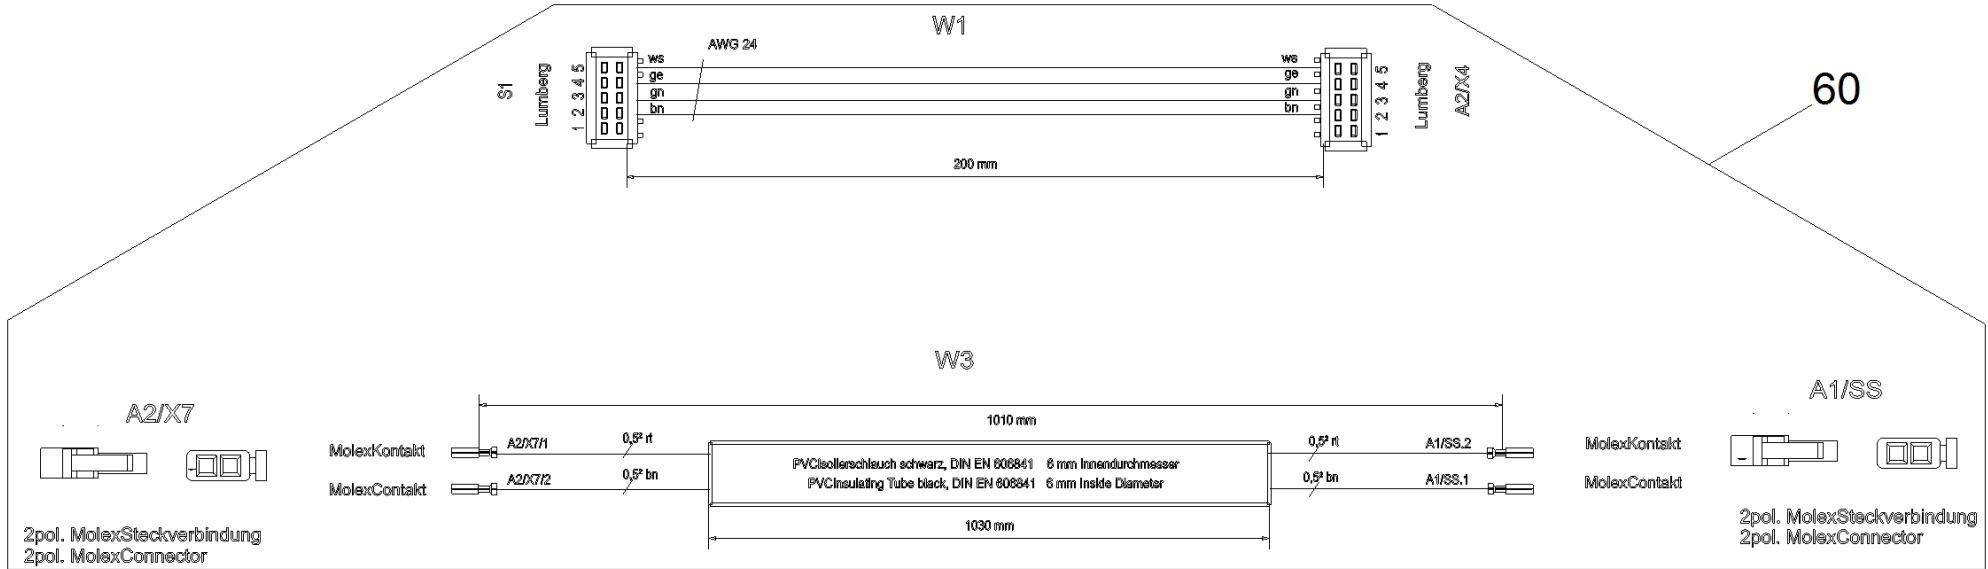 W1
AWG 24
60
S1
Lumberg
1 2 3 4 5
ws
ge
gn
bn
ws
ge
gn
bn
1 2 3 4 5
Lumberg
A2/X4
200 mm
W3
A2/X7
A1/SS
1010 mm
MolexKontakt
A2/X7/1
0,5² rt
0,5² rt
A1/SS.2
MolexKontakt
PVCIsolierschlauch schwarz, DIN EN 606841 6 mm Innendurchmesser
MolexContakt
A2/X7/2
0,5² bn
PVCInsulating Tube black, DIN EN 606841 6 mm Inside Diameter
0,5² bn
A1/SS.1
MolexContakt
1030 mm
2pol. MolexSteckverbindung
2pol. MolexConnector
2pol. MolexSteckverbindung
2pol. MolexConnector